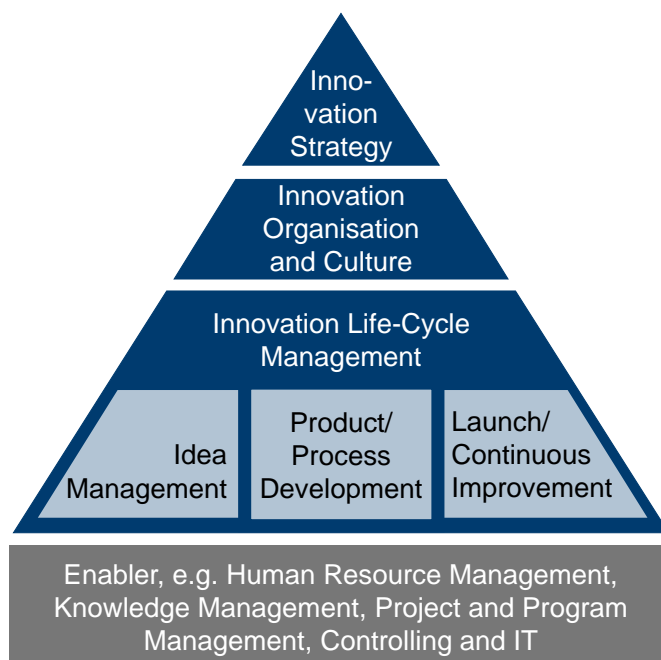 Inno-
vation
Strategy
Innovation
Organisation
and Culture
Innovation Life-Cycle
Management
Idea
Management
Product/
Process
Development
Launch/
Continuous
Improvement
Enabler, e.g. Human Resource Management,
Knowledge Management, Project and Program
Management, Controlling and IT